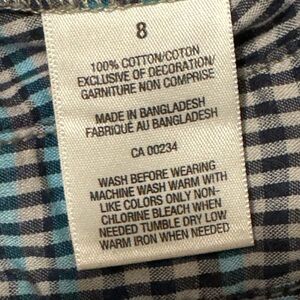 8
100% COTTON/COTON
EXCLUSIVE OF DECORATION/
GARNITURE NON COMPRISE
MADE IN BANGLADESH
FABRIQUÉ AU BANGLADESH
CA 00234
WASH BEFORE WEARING
MACHINE WASH WARM WITH
LIKE COLORS ONLY NON-
CHLORINE BLEACH WHEN
NEEDED TUMBLE DRY LOW
WARM IRON WHEN NEEDED